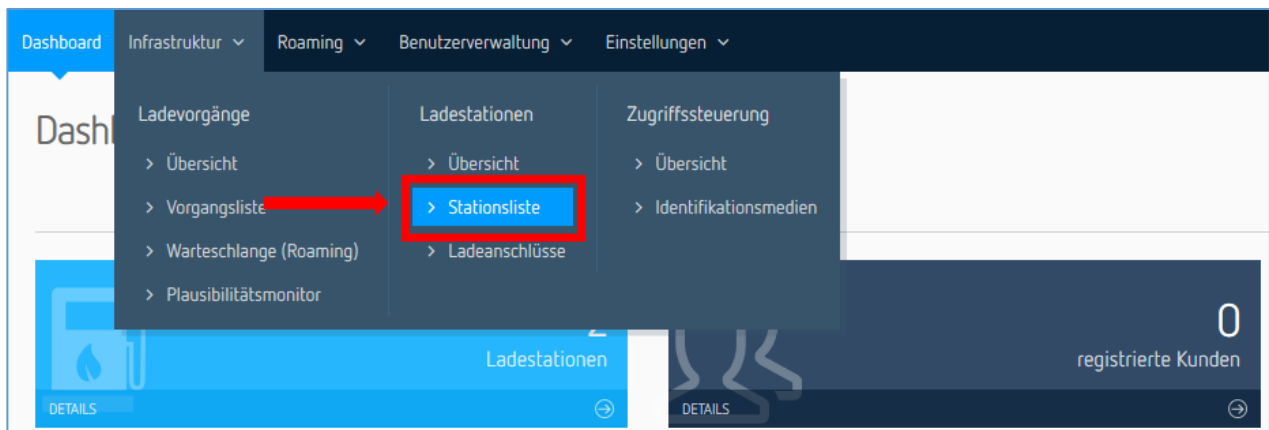 Dashboard Infrastruktur Roaming Benutzerverwaltung Einstellungen
Dashl
Ladevorgänge
> Übersicht
> Vorgangsliste
> Warteschlange (Roaming)
> Plausibilitätsmonitor
Ladestationen
> Übersicht
> Stationsliste
> Ladeanschlüsse
Zugriffssteuerung
> Übersicht
> Identifikationsmedien
Ladestationen
DETAILS
0
registrierte Kunden
DETAILS